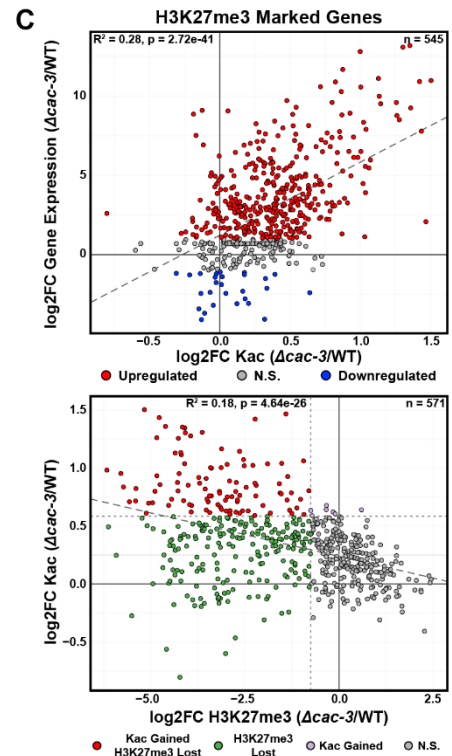 C
H3K27me3 Marked Genes
R² = 0.28, p = 2.72e-41
n = 545
log2FC Gene Expression (Δcac-3/WT)
10
5
0
−0.5
0.0
0.5
1.0
1.5
log2FC Kac (Δcac-3/WT)
Upregulated
N.S.
Downregulated
R² = 0.18, p = 4.64e-26
n = 571
log2FC Kac (Δcac-3/WT)
1.5
1.0
0.5
0.0
−0.5
−5.0
−2.5
0.0
2.5
log2FC H3K27me3 (Δcac-3/WT)
Kac Gained
H3K27me3 Lost
H3K27me3
Lost
Kac Gained
N.S.